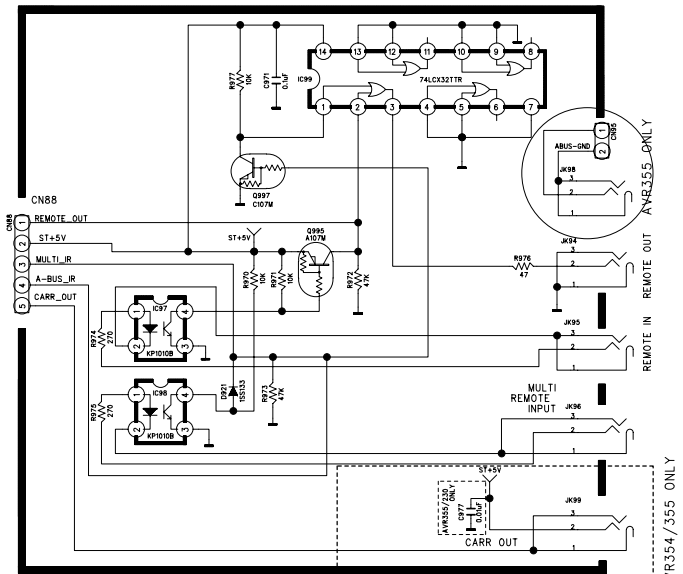 14 13 12 11 10 9 8
IC99 74LCX32TTR
1 2 3 4 5 6 7
R977 10K
C971 0.1uF
Q997 C107M
1 CN95
2
ABUS-GND
JK98
3
2
1
AVR355 ONLY
CN88
CN88
1 REMOTE_OUT
2 ST+5V
3 MULTI_IR
4 A-BUS_IR
5 CARR_OUT
ST+5V
Q995 A107M
R970 10K
R971 10K
R972 47K
R976 47
JK94
3
2
1
REMOTE OUT
R974 270
1 IC97 4
2 KP1010B 3
JK95
3
2
1
REMOTE IN
R975 270
1 IC98 4
2 KP1010B 3
D921 1SS133
R973 47K
MULTI REMOTE INPUT
JK96
3
2
1
ST+5V
AVR355/230 ONLY
C977 0.01uF
CARR OUT
JK99
3
2
1
VR354/355 ONLY